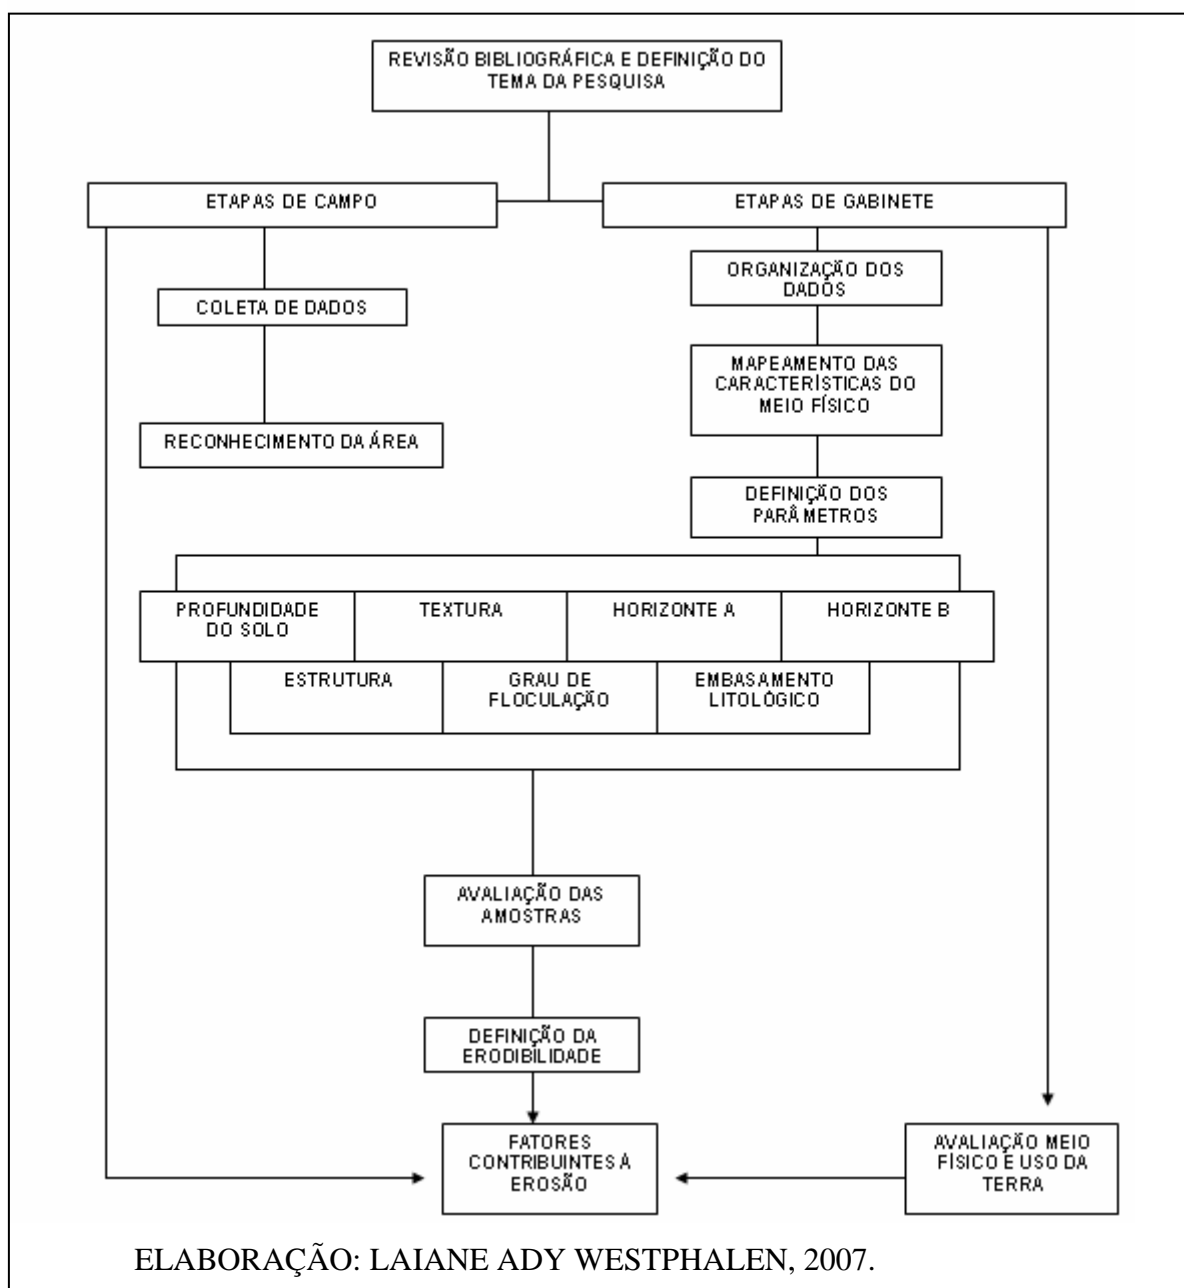 REVISÃO BIBLIOGRÁFICA E DEFINIÇÃO DO
TEMA DA PESQUISA
ETAPAS DE CAMPO
ETAPAS DE GABINETE
COLETA DE DADOS
RECONHECIMENTO DA ÁREA
ORGANIZAÇÃO DOS
DADOS
MAPEAMENTO DAS
CARACTERÍSTICAS DO
MEIO FÍSICO
DEFINIÇÃO DOS
PARÂMETROS
PROFUNDIDADE
DO SOLO
TEXTURA
HORIZONTE A
HORIZONTE B
ESTRUTURA
GRAU DE
FLOCULAÇÃO
EMBASAMENTO
LITOLÓGICO
AVALIAÇÃO DAS
AMOSTRAS
DEFINIÇÃO DA
ERODIBILIDADE
FATORES
CONTRIBUINTES À
EROSÃO
AVALIAÇÃO MEIO
FÍSICO E USO DA
TERRA
ELABORAÇÃO: LAIANE ADY WESTPHALEN, 2007.